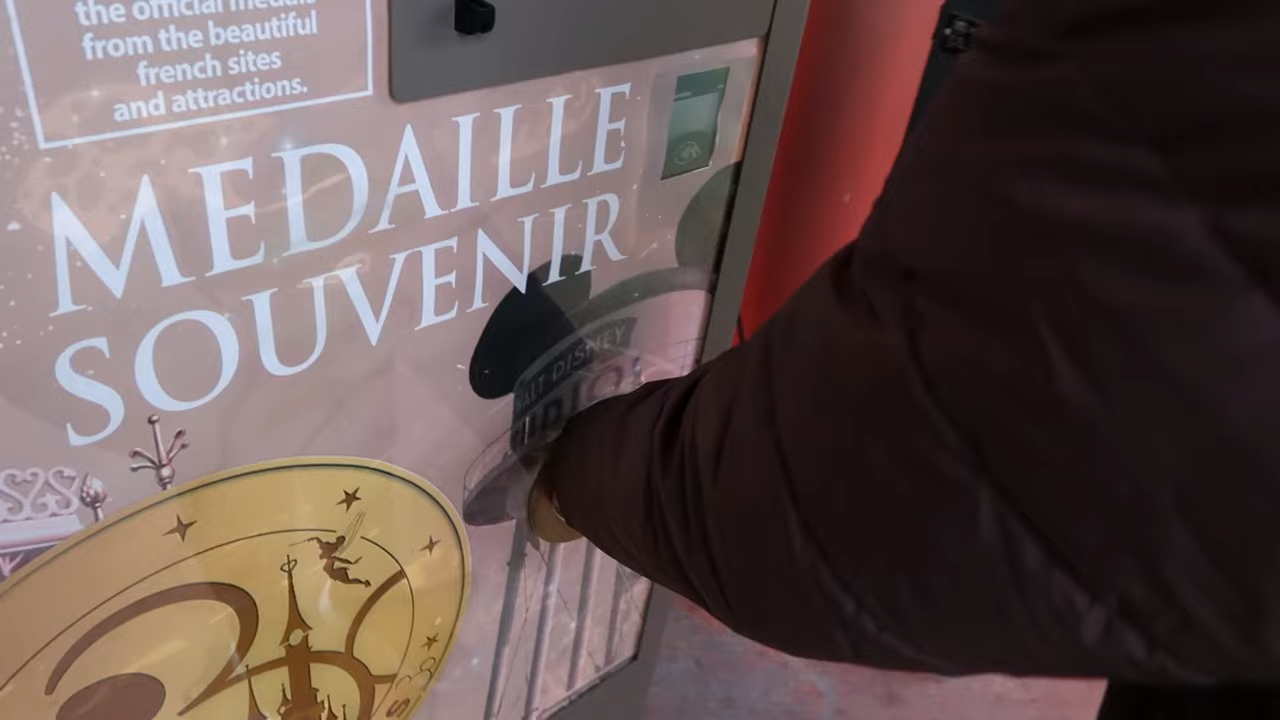 the official medals
from the beautiful
french sites
and attractions.
MEDAILLE
SOUVENIR
WALT DISNEY